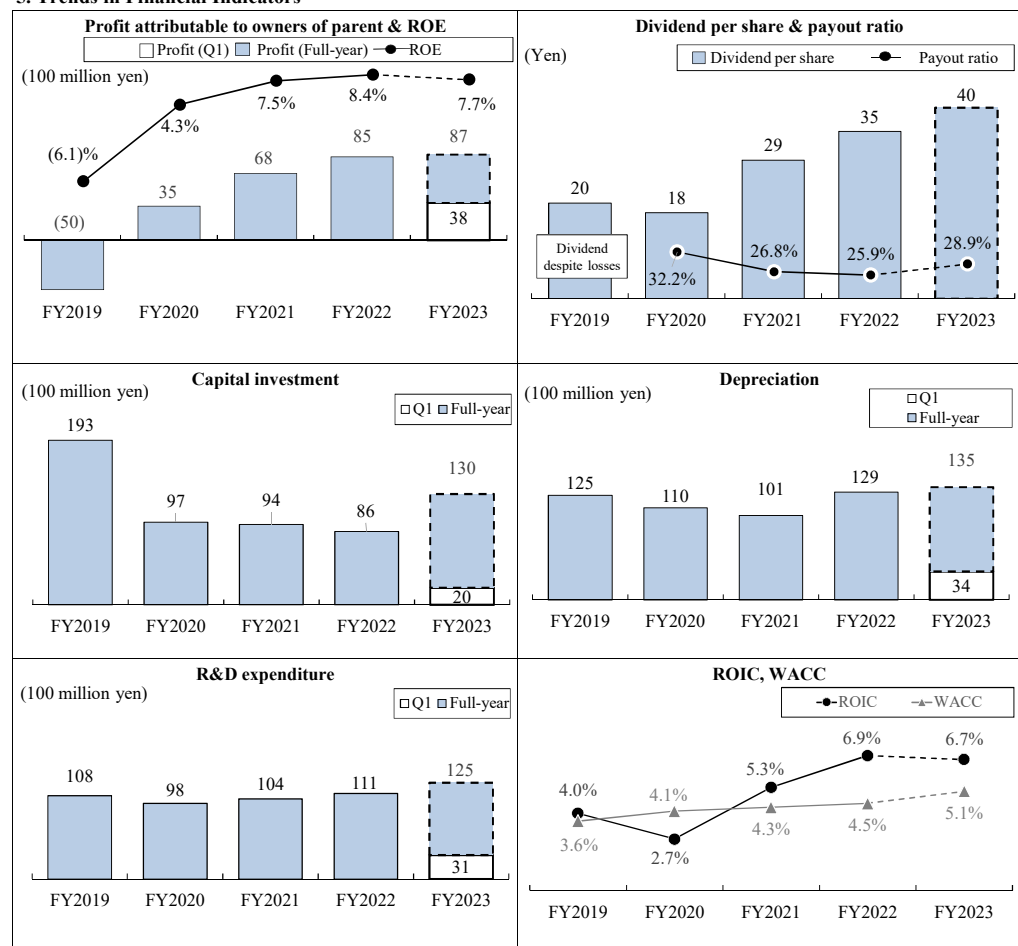 3. Trends in Financial Indicators
Profit attributable to owners of parent & ROE
Profit (Q1) Profit (Full-year) ROE
(100 million yen)
8.4%
7.5%
7.7%
4.3%
(6.1)%
85
87
68
35
(50)
38
FY2019 FY2020 FY2021 FY2022 FY2023
Dividend per share & payout ratio
(Yen)
Dividend per share Payout ratio
40
35
29
20
18
Dividend
despite losses
32.2%
26.8%
25.9%
28.9%
FY2019 FY2020 FY2021 FY2022 FY2023
Capital investment
(100 million yen)
Q1 Full-year
193
97
94
86
130
20
FY2019 FY2020 FY2021 FY2022 FY2023
Depreciation
(100 million yen)
Q1
Full-year
125
110
101
129
135
34
FY2019 FY2020 FY2021 FY2022 FY2023
R&D expenditure
(100 million yen)
Q1 Full-year
108
98
104
111
125
31
FY2019 FY2020 FY2021 FY2022 FY2023
ROIC, WACC
ROIC WACC
6.9%
6.7%
5.3%
4.0%
4.1%
3.6%
2.7%
4.3%
4.5%
5.1%
FY2019 FY2020 FY2021 FY2022 FY2023